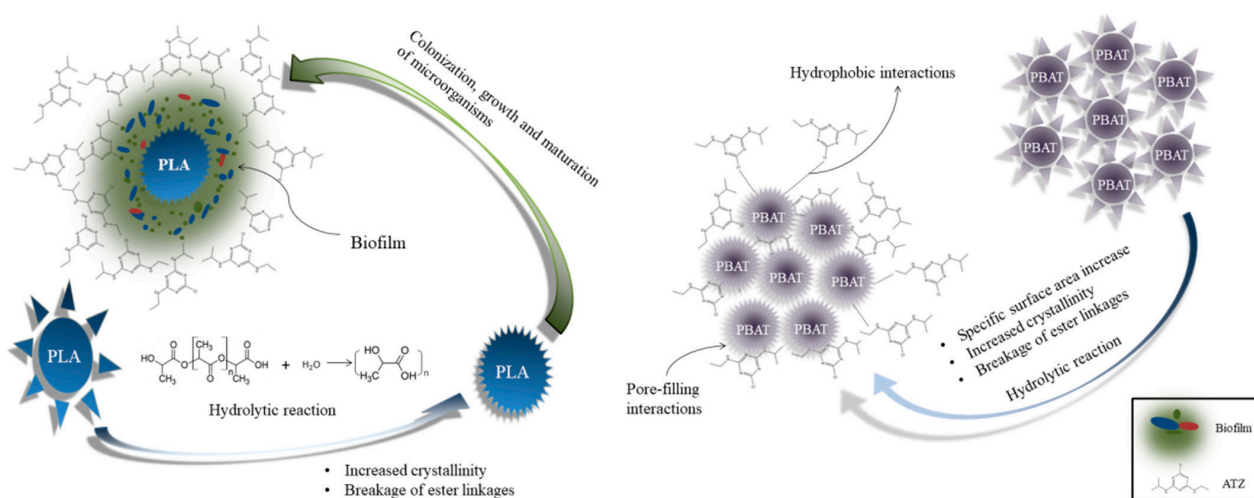 Colonization, growth and maturation
of microorganisms
PLA
Biofilm
PLA
HO
O
CH₃
O
CH₃
O
O
n
O
CH₃
OH
+
H₂O
HO
O
H₃C
OH
n
Hydrolytic reaction
PLA
• Increased crystallinity
• Breakage of ester linkages
Hydrophobic interactions
PBAT
PBAT
PBAT
PBAT
PBAT
PBAT
PBAT
PBAT
PBAT
PBAT
PBAT
PBAT
PBAT
PBAT
• Specific surface area increase
• Increased crystallinity
• Breakage of ester linkages
Hydrolytic reaction
Pore-filling
interactions
Biofilm
ATZ